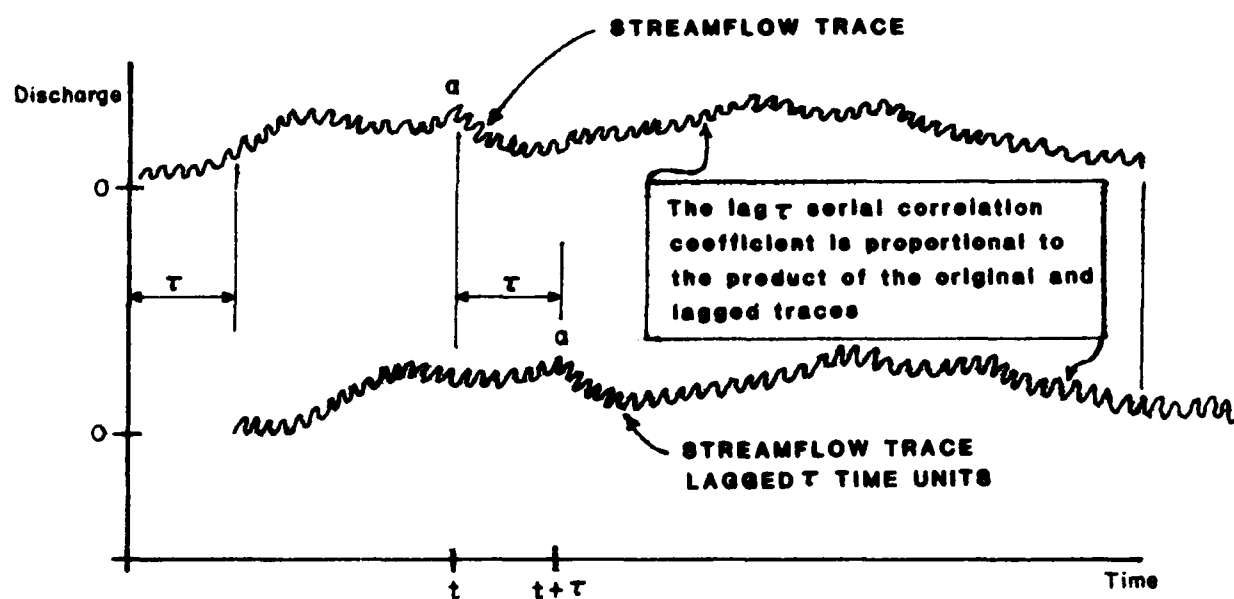 STREAMFLOW TRACE
Discharge
a
0
The lag τ serial correlation
coefficient is proportional to
the product of the original and
lagged traces
τ
τ
a
0
STREAMFLOW TRACE
LAGGED τ TIME UNITS
t
t + τ
Time